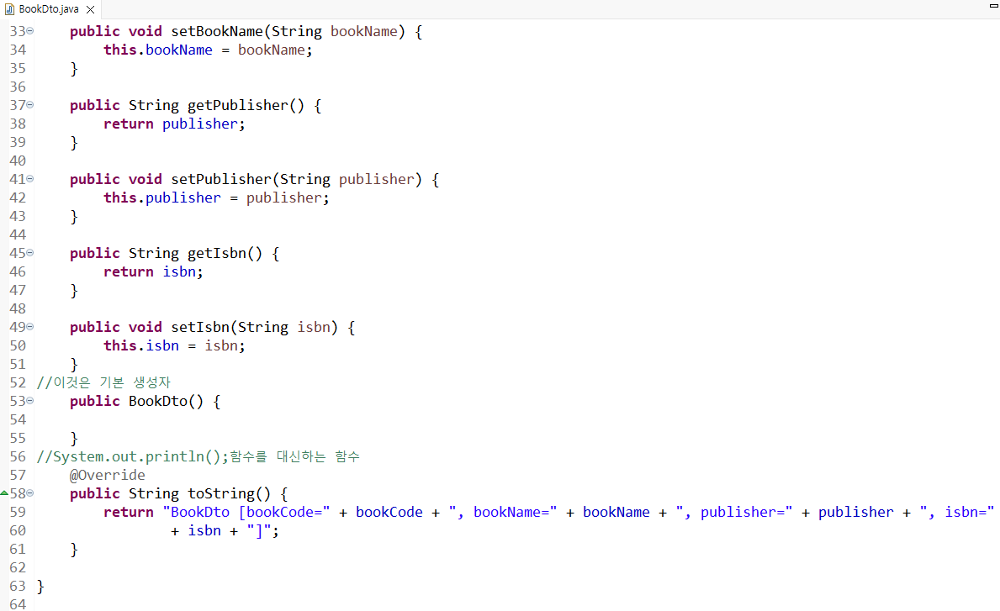 BookDto.java
33 public void setBookName(String bookName) {
34 this.bookName = bookName;
35 }
36
37 public String getPublisher() {
38 return publisher;
39 }
40
41 public void setPublisher(String publisher) {
42 this.publisher = publisher;
43 }
44
45 public String getIsbn() {
46 return isbn;
47 }
48
49 public void setIsbn(String isbn) {
50 this.isbn = isbn;
51 }
52 //이것은 기본 생성자
53 public BookDto() {
54
55 }
56 //System.out.println();함수를 대신하는 함수
57 @Override
58 public String toString() {
59 return "BookDto [bookCode=" + bookCode + ", bookName=" + bookName + ", publisher=" + publisher + ", isbn="
60 + isbn + "]";
61 }
62
63 }
64